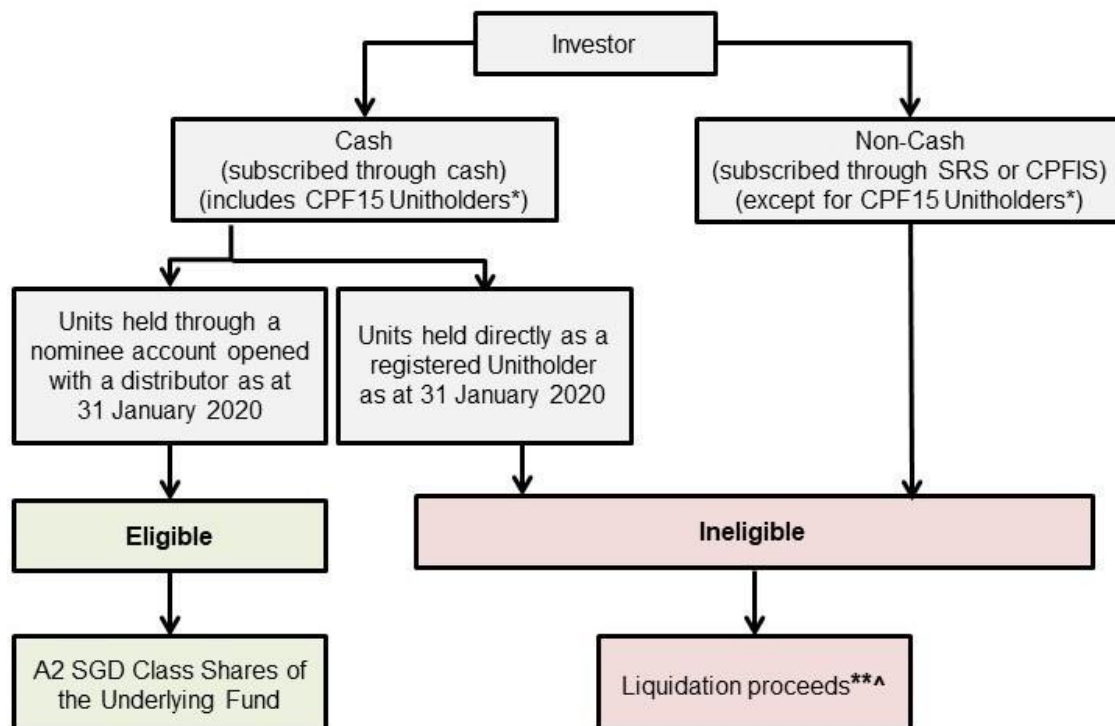 Investor
Cash
(subscribed through cash)
(includes CPF15 Unitholders*)
Non-Cash
(subscribed through SRS or CPFIS)
(except for CPF15 Unitholders*)
Units held through a
nominee account opened
with a distributor as at
31 January 2020
Units held directly as a
registered Unitholder
as at 31 January 2020
Eligible
Ineligible
A2 SGD Class Shares of
the Underlying Fund
Liquidation proceeds**^